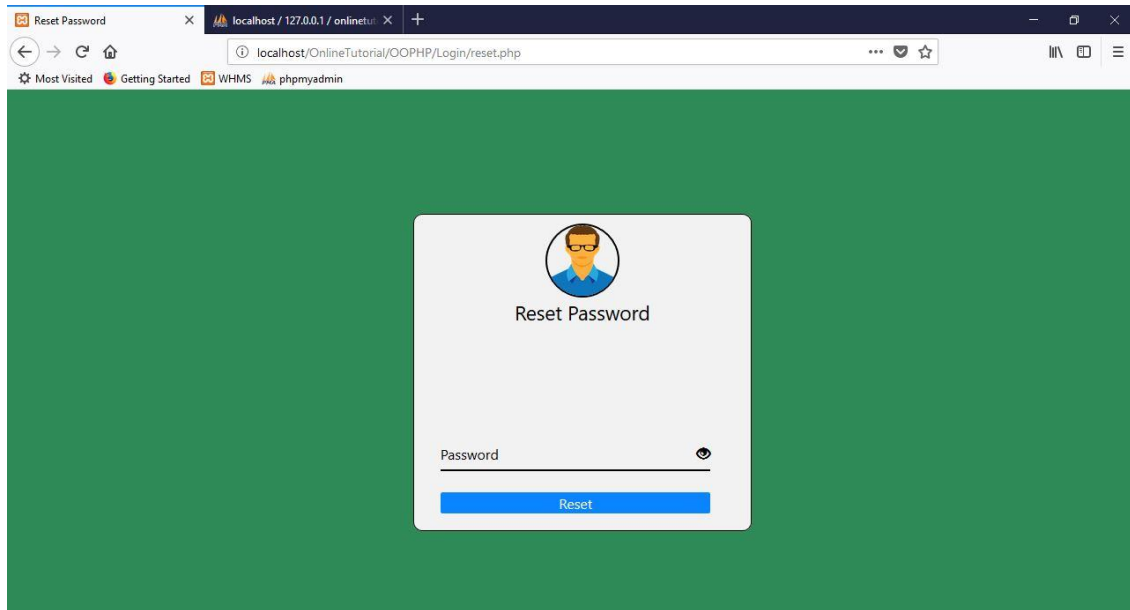 Reset Password
localhost / 127.0.0.1 / onlinetut
localhost/OnlineTutorial/OOPHP/Login/reset.php
Most Visited Getting Started WHMS phpmyadmin
Reset Password
Password
Reset